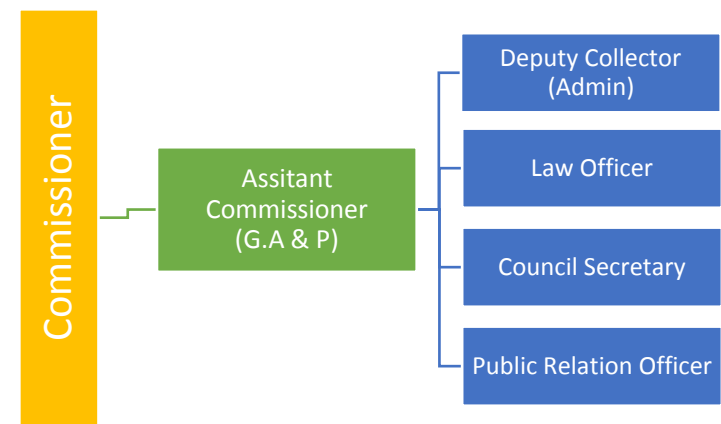 Commissioner
Assitant
Commissioner
(G.A & P)
Deputy Collector
(Admin)
Law Officer
Council Secretary
Public Relation Officer